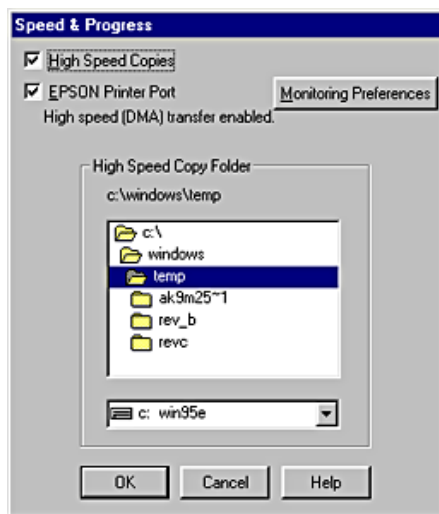 Speed & Progress
High Speed Copies
EPSON Printer Port
Monitoring Preferences
High speed (DMA) transfer enabled.
High Speed Copy Folder
c:\windows\temp
c:\
windows
temp
ak9m25~1
rev_b
revc
c: win95e
OK Cancel Help